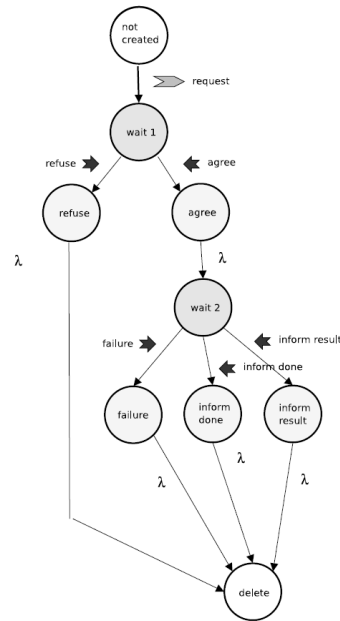 not
created
request
wait 1
refuse
agree
refuse
agree
λ
λ
wait 2
failure
inform result
inform done
failure
inform
done
inform
result
λ
λ
λ
delete